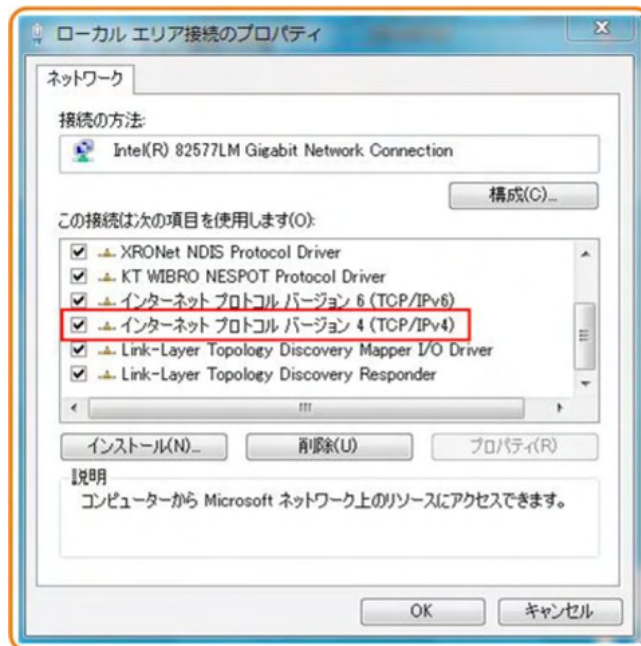 ローカル エリア接続のプロパティ
ネットワーク
接続の方法:
Intel(R) 82577LM Gigabit Network Connection
構成(C)...
この接続は次の項目を使用します(O):
XRONet NDIS Protocol Driver
KT WIBRO NESPOT Protocol Driver
インターネット プロトコル バージョン 6 (TCP/IPv6)
インターネット プロトコル バージョン 4 (TCP/IPv4)
Link-Layer Topology Discovery Mapper I/O Driver
Link-Layer Topology Discovery Responder
インストール(N)... 削除(U) プロパティ(R)
説明
コンピューターから Microsoft ネットワーク上のリソースにアクセスできます。
OK キャンセル